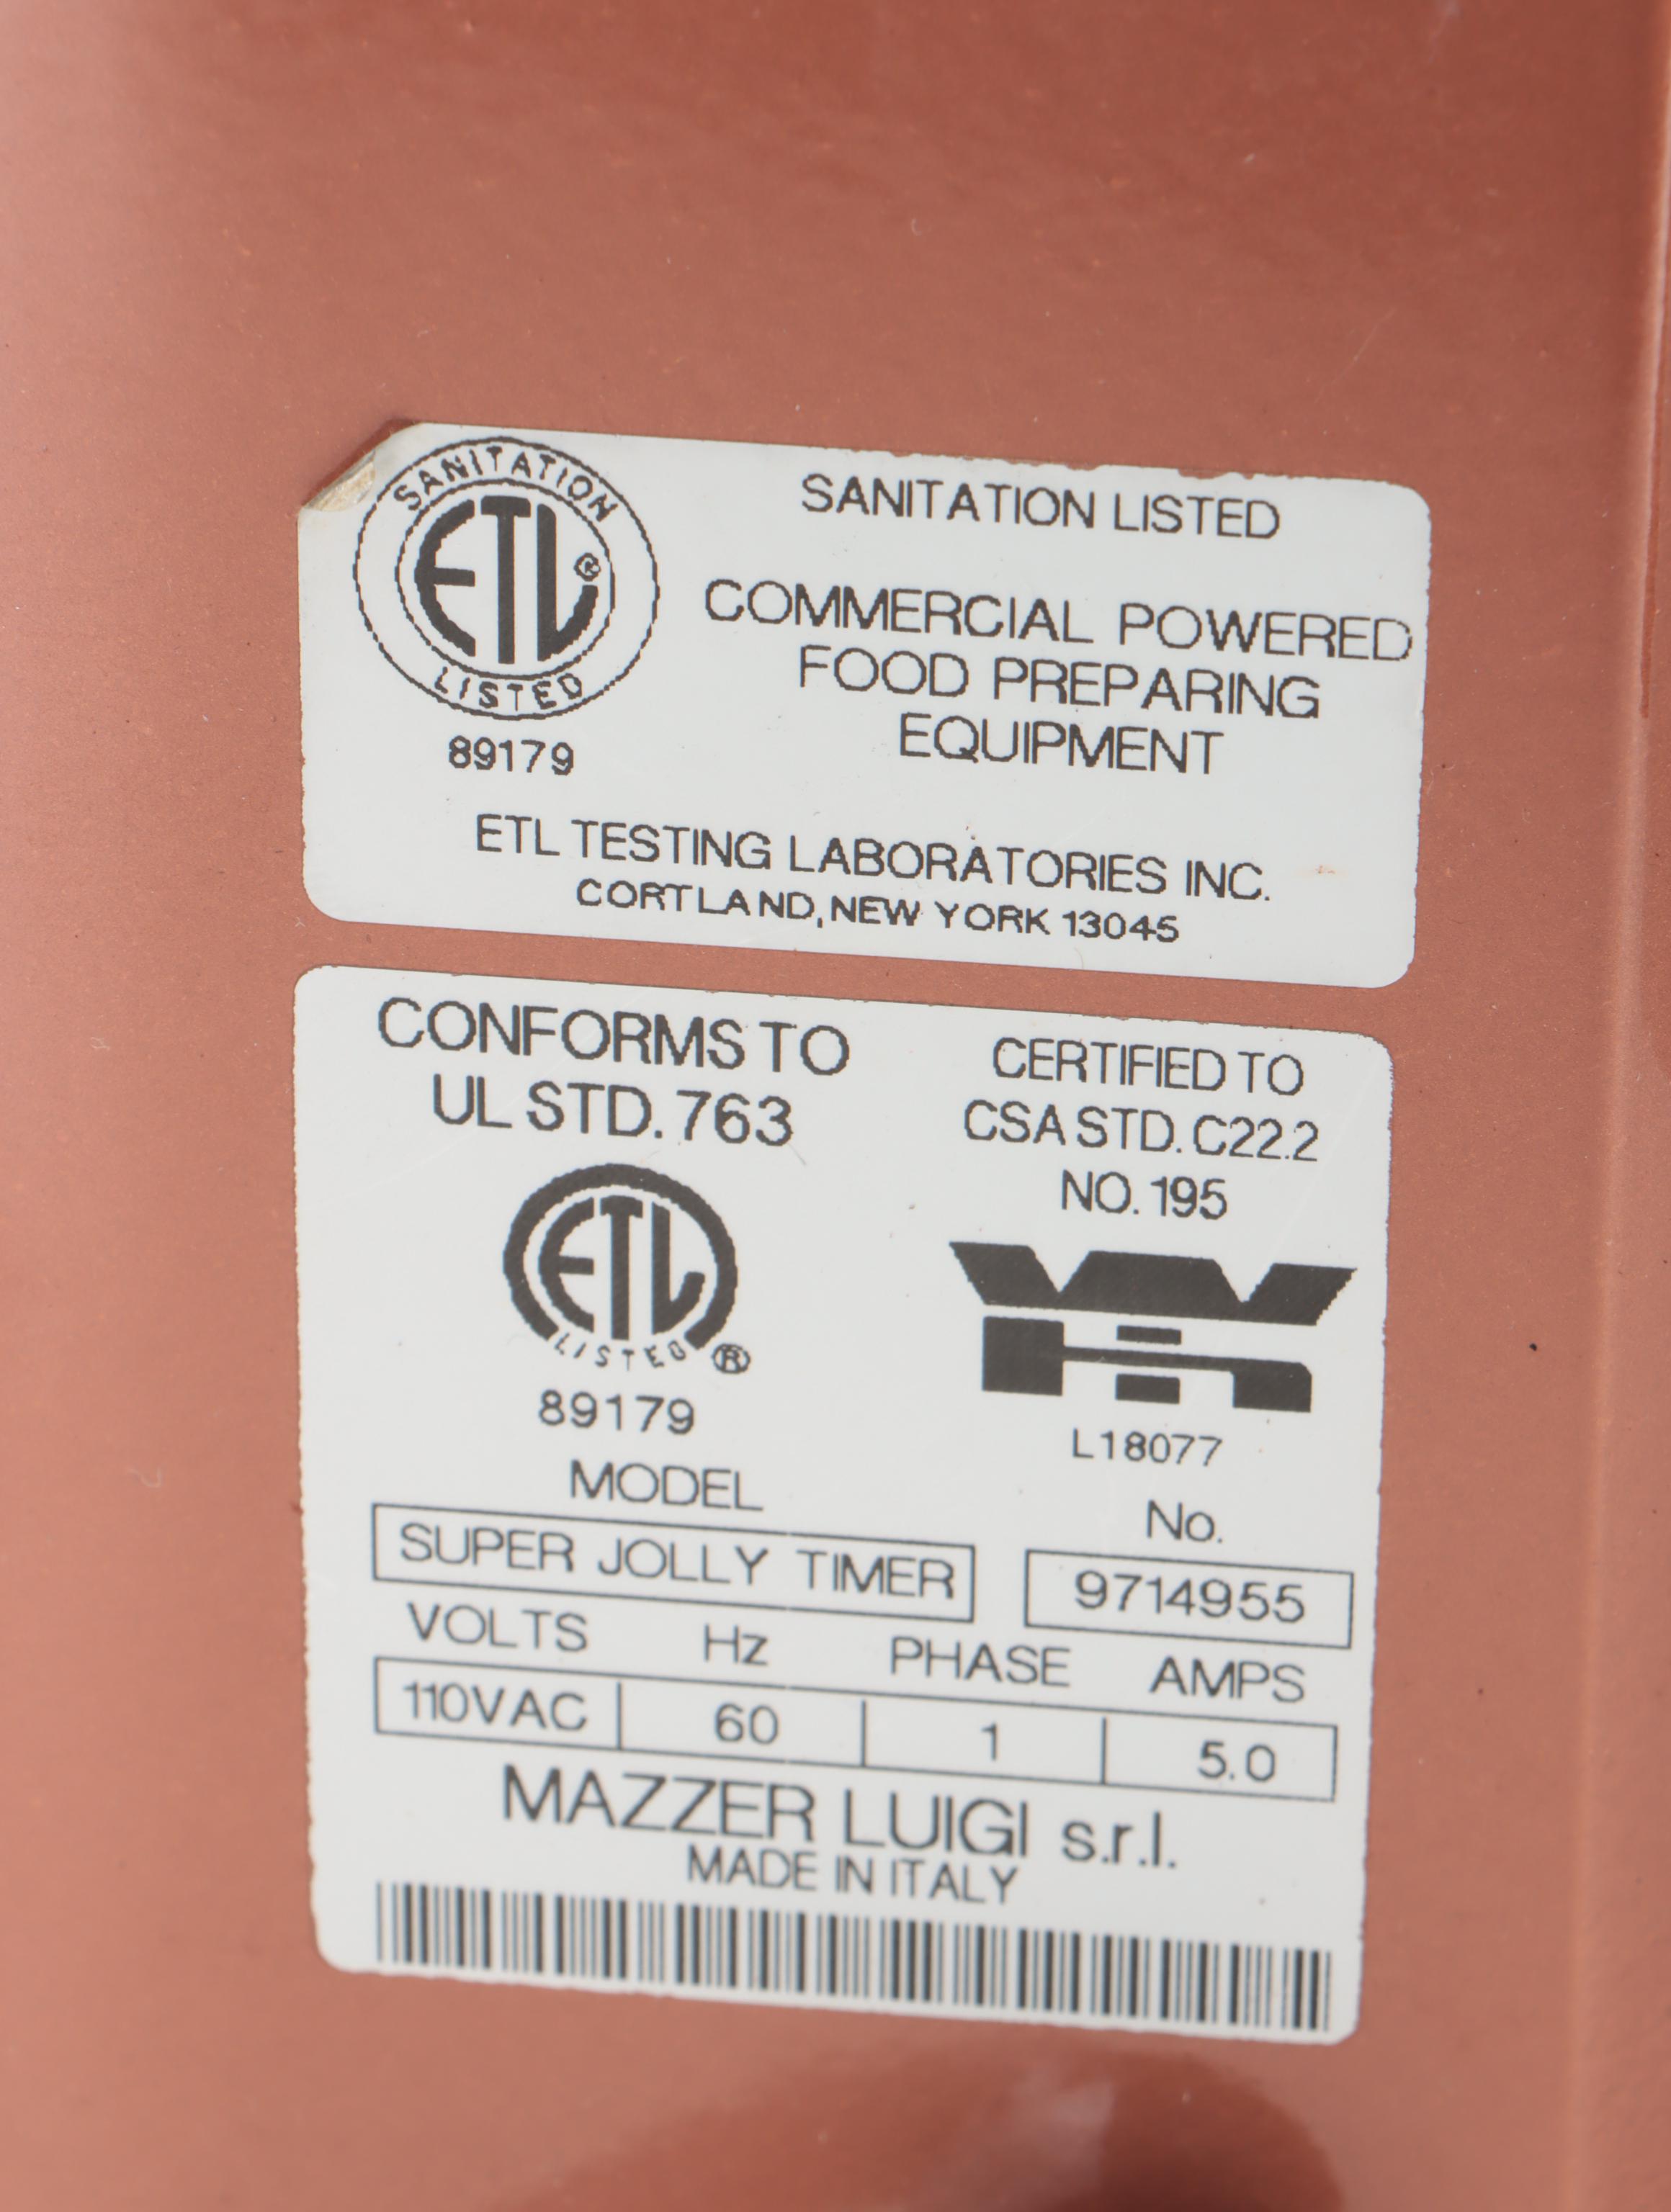 SANITATION
ETL®
LISTED
89179
SANITATION LISTED
COMMERCIAL POWERED
FOOD PREPARING
EQUIPMENT
ETL TESTING LABORATORIES INC.
CORTLAND, NEW YORK 13045
CONFORMS TO
UL STD. 763
ETL
LISTED ®
89179
CERTIFIED TO
CSA STD. C22.2
NO. 195
L18077
MODEL No.
SUPER JOLLY TIMER 9714955
VOLTS Hz PHASE AMPS
110VAC 60 1 5.0
MAZZER LUIGI s.r.l.
MADE IN ITALY